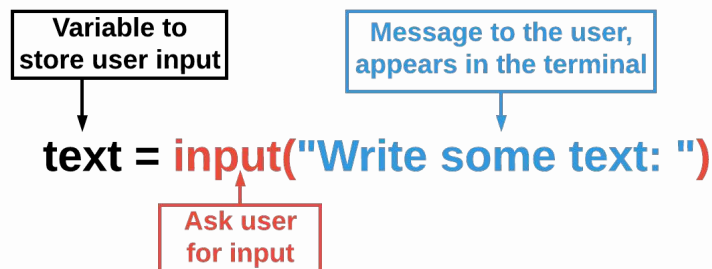 Variable to
store user input
Message to the user,
appears in the terminal
text = input("Write some text: ")
Ask user
for input